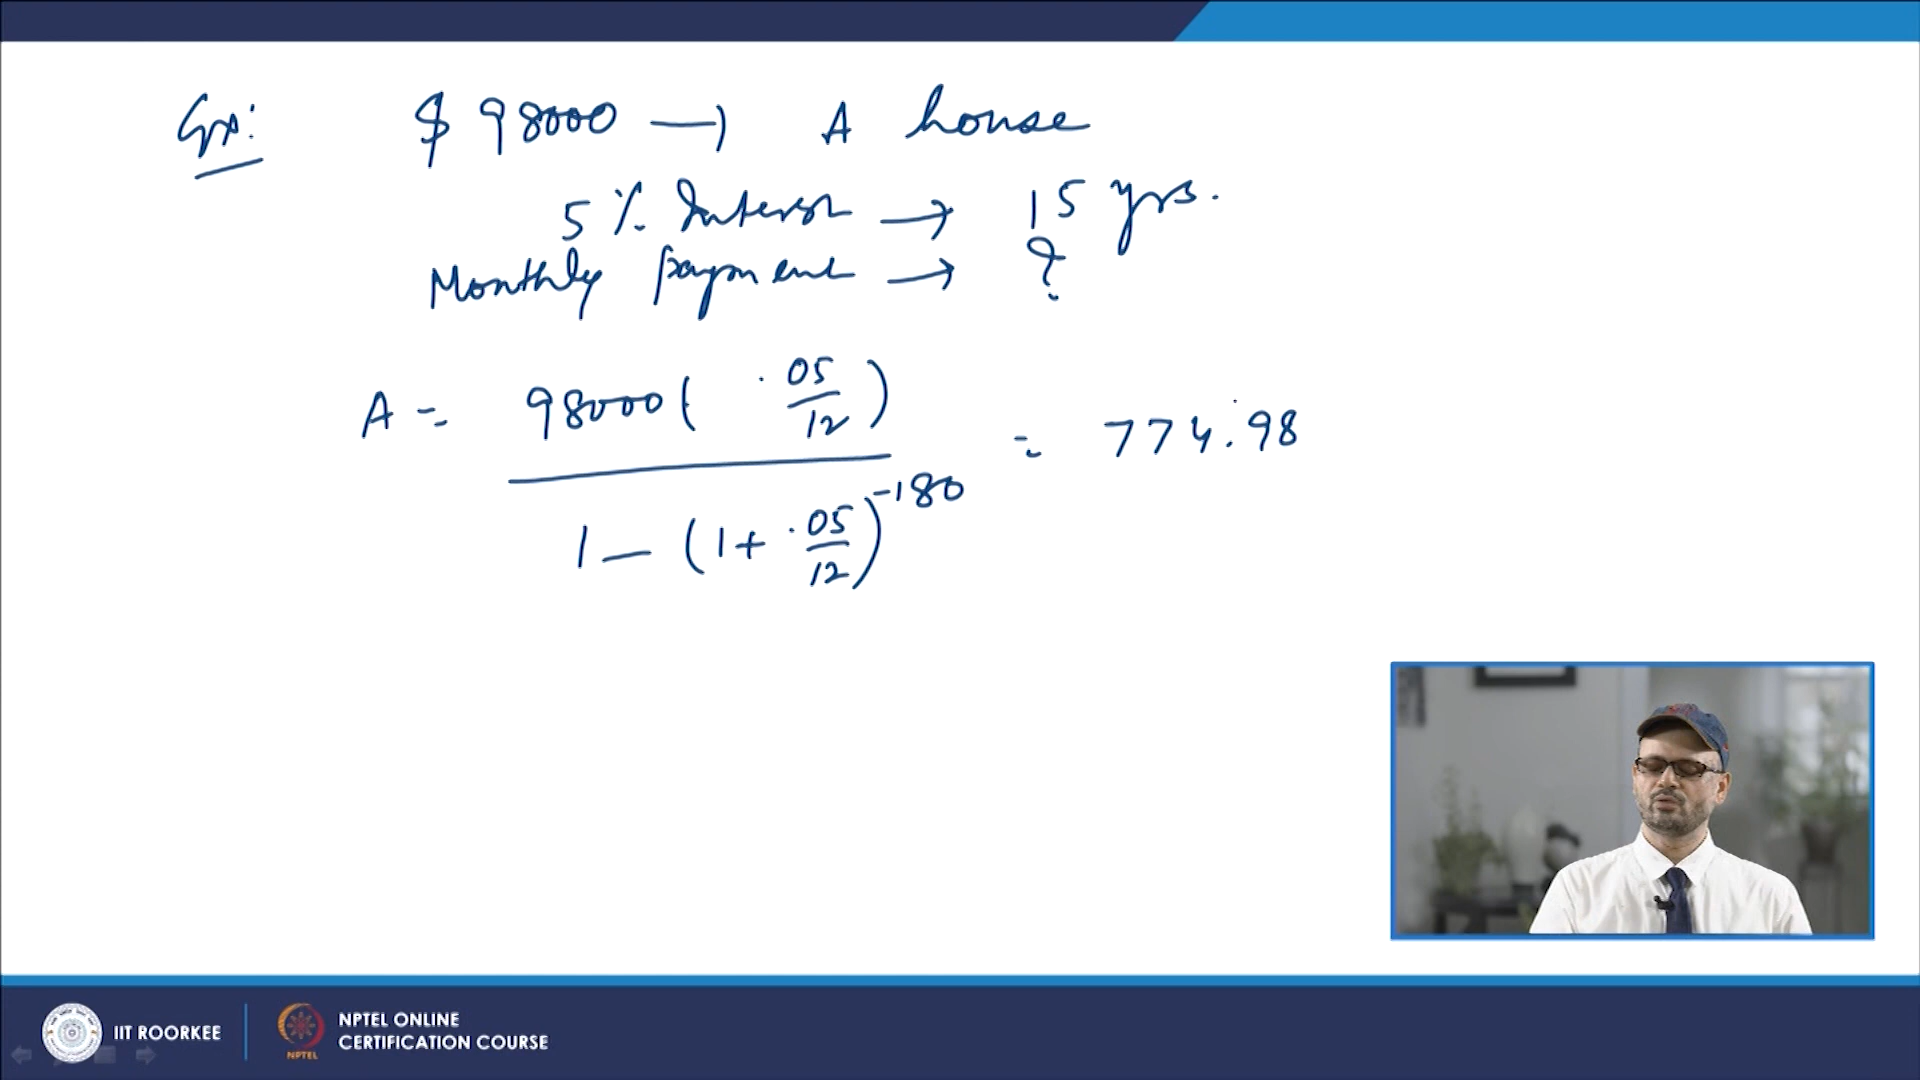 Ex:
$ 98000 → A house
5 % Interest → 15 yrs.
Monthly payment → ?
A = 98000( .05/12 ) / 1 - (1 + .05/12)^-180 = 774.98
IIT ROORKEE
NPTEL
NPTEL ONLINE
CERTIFICATION COURSE